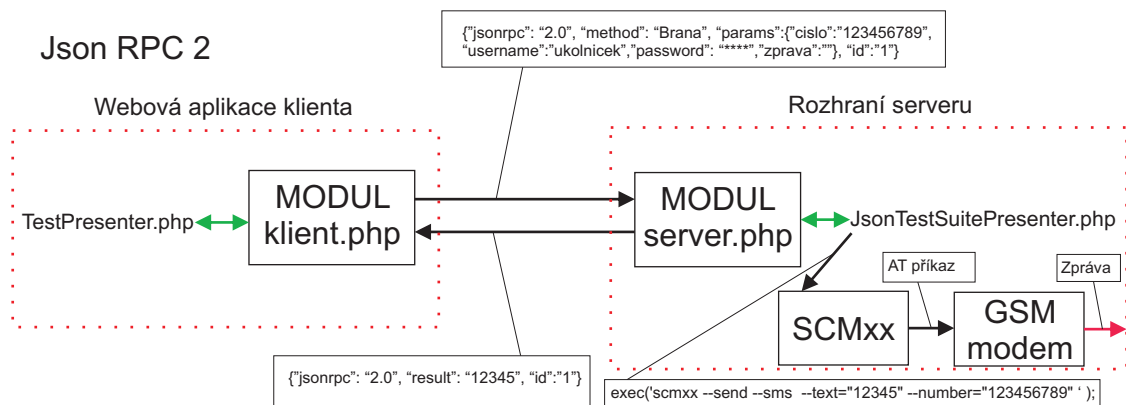 {”jsonrpc”: “2.0”, “method”: “Brana”, “params”:{”cislo”:”123456789”,
“username”:”ukolnicek”,”password”: “****”,”zprava”:””}, “id”:”1”}
Json RPC 2
Webová aplikace klienta
Rozhraní serveru
TestPresenter.php
MODUL
klient.php
MODUL
server.php
JsonTestSuitePresenter.php
AT příkaz
Zpráva
SCMxx
GSM
modem
{”jsonrpc”: “2.0”, “result”: “12345”, “id”:”1”}
exec('scmxx --send --sms --text="12345" --number="123456789" ‘ );